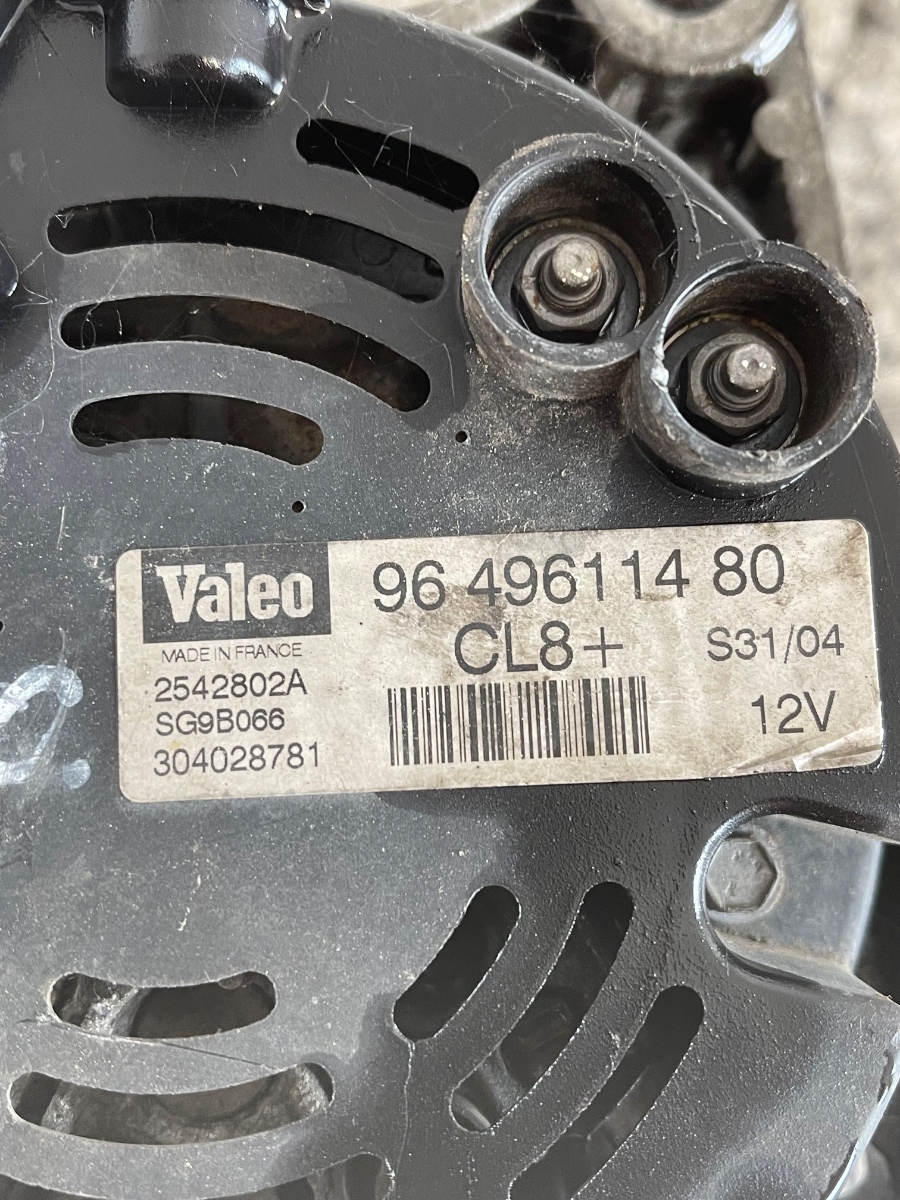 Valeo
MADE IN FRANCE
2542802A
SG9B066
304028781
96 496114 80
CL8+
S31/04
12V